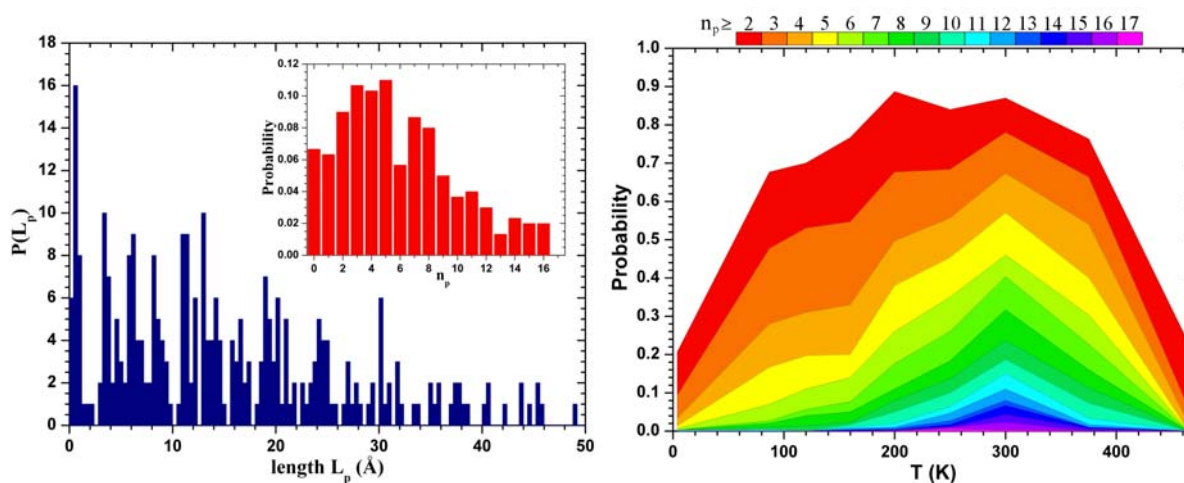 18
16
14
12
10
8
6
4
2
0
P(Lp)
0 10 20 30 40 50
length Lp (Å)
0.12
0.10
0.08
0.06
0.04
0.02
0.00
Probability
0 2 4 6 8 10 12 14 16
np
np≥ 2 3 4 5 6 7 8 9 10 11 12 13 14 15 16 17
1.0
0.9
0.8
0.7
0.6
0.5
0.4
0.3
0.2
0.1
0.0
Probability
0 100 200 300 400
T (K)